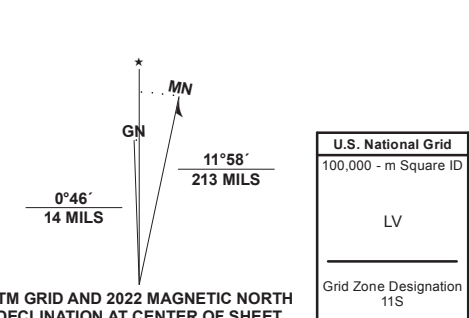 ★
MN
GN
11°58´
213 MILS
0°46´
14 MILS
TM GRID AND 2022 MAGNETIC NORTH
DECLINATION AT CENTER OF SHEET
U.S. National Grid
100,000 - m Square ID
LV
Grid Zone Designation
11S